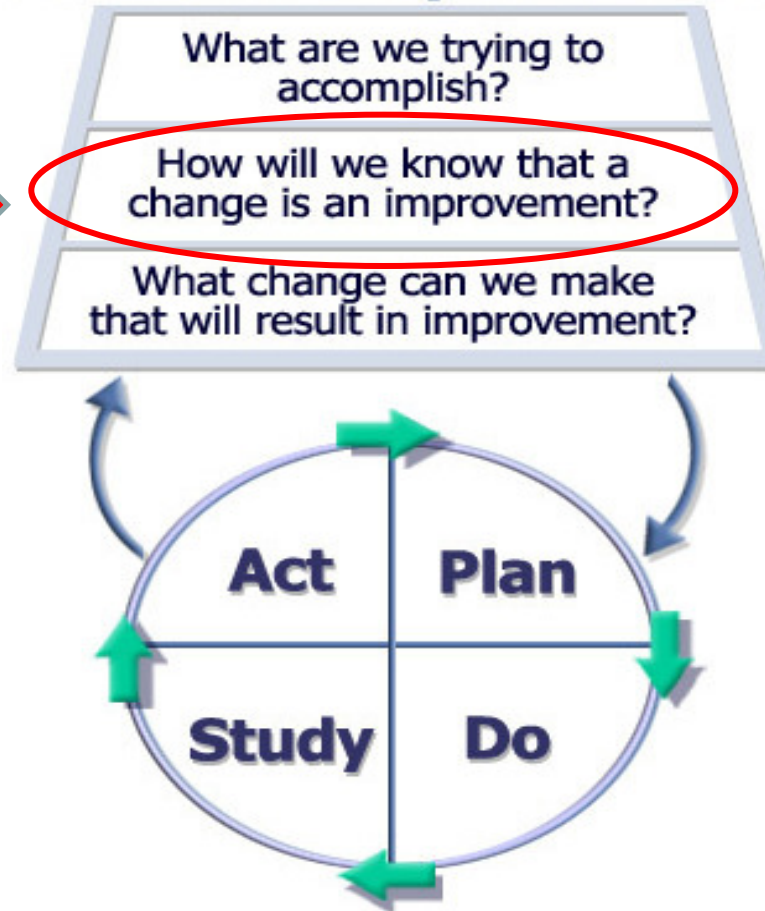 What are we trying to
accomplish?
How will we know that a
change is an improvement?
What change can we make
that will result in improvement?
Act
Plan
Study
Do